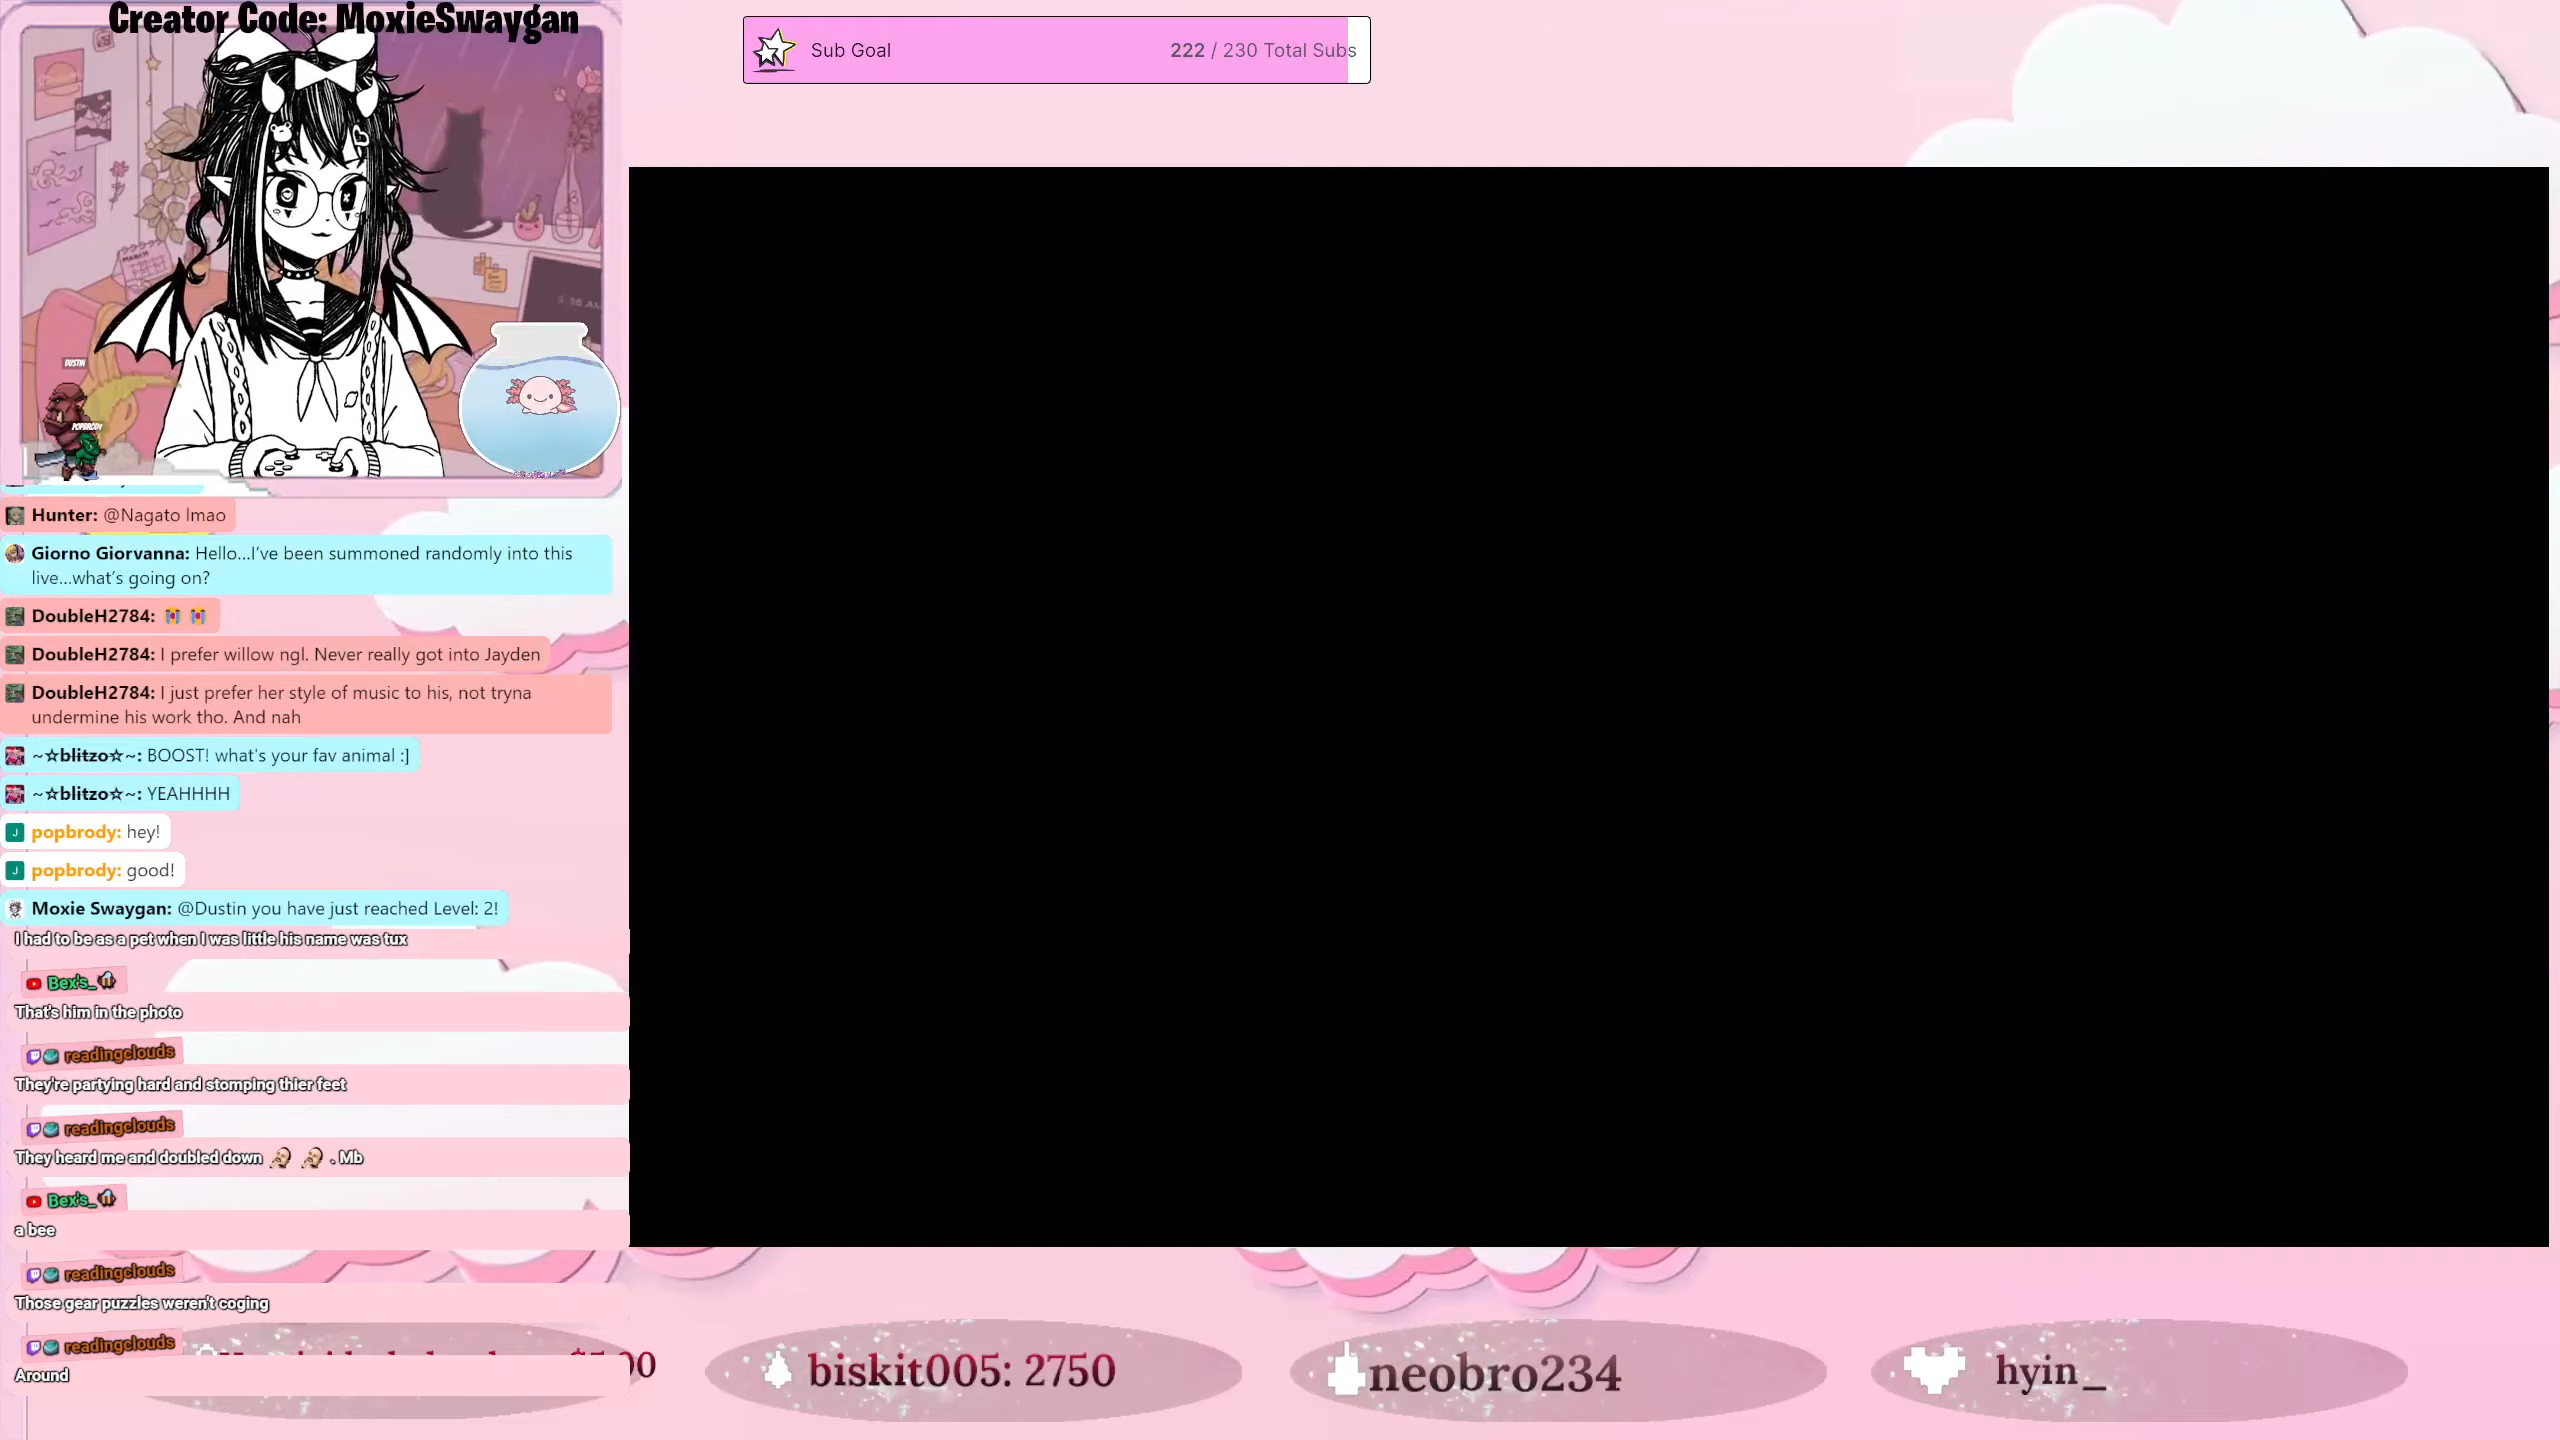 Creator Code: MoxieSwaygan
Sub Goal
222 / 230 Total Subs
MARCH
DUSTIN
POPBRODY
Hunter: @Nagato lmao
Giorno Giorvanna: Hello...I've been summoned randomly into this
live...what's going on?
DoubleH2784: 😭 😭
DoubleH2784: I prefer willow ngl. Never really got into Jayden
DoubleH2784: I just prefer her style of music to his, not tryna
undermine his work tho. And nah
~☆blitzo☆~: BOOST! what's your fav animal :]
~☆blitzo☆~: YEAHHHH
J popbrody: hey!
J popbrody: good!
Moxie Swaygan: @Dustin you have just reached Level: 2!
I had to be as a pet when I was little his name was tux
Bex's_
That's him in the photo
readingclouds
They're partying hard and stomping thier feet
readingclouds
They heard me and doubled down . Mb
Bex's_
a bee
readingclouds
Those gear puzzles weren't coging
readingclouds
Around
biskit005: 2750
neobro234
hyin_